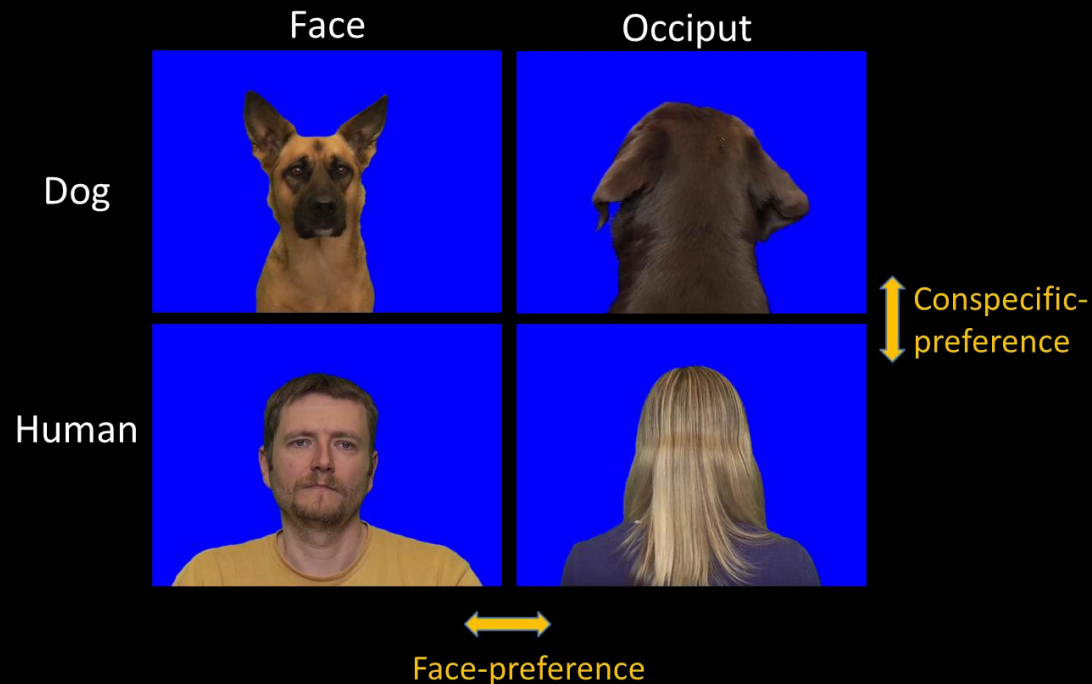 Face
Occiput
Dog
Conspecific-
preference
Human
Face-preference